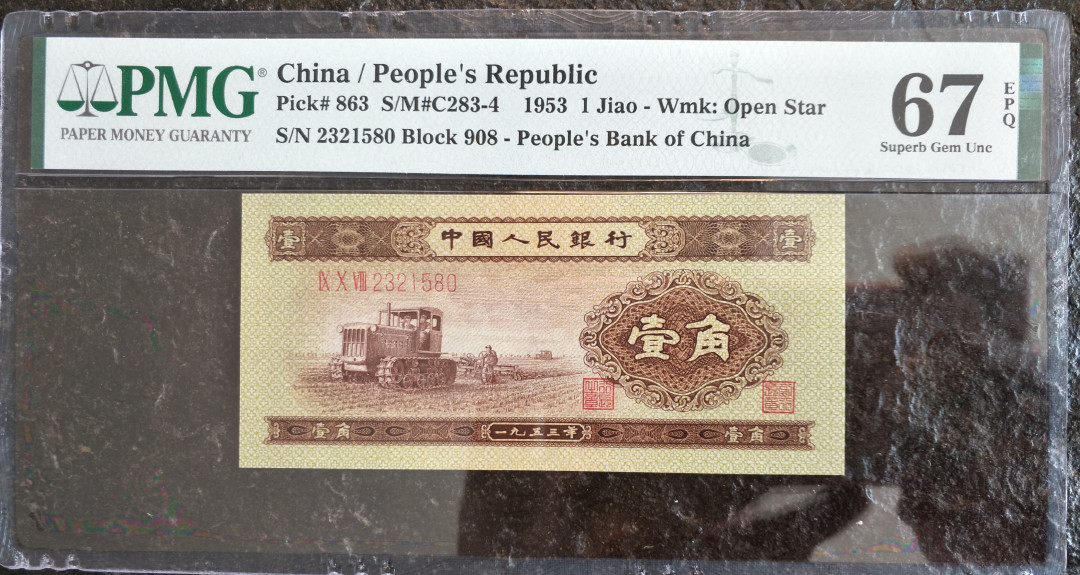 PMG®
PAPER MONEY GUARANTY
China / People's Republic
Pick# 863 S/M#C283-4 1953 1 Jiao - Wmk: Open Star
S/N 2321580 Block 908 - People's Bank of China
67
EPQ
Superb Gem Unc
壹 中國人民銀行 壹
Ⅸ Ⅹ Ⅷ 2321580
壹角
壹角 一九五三年 壹角